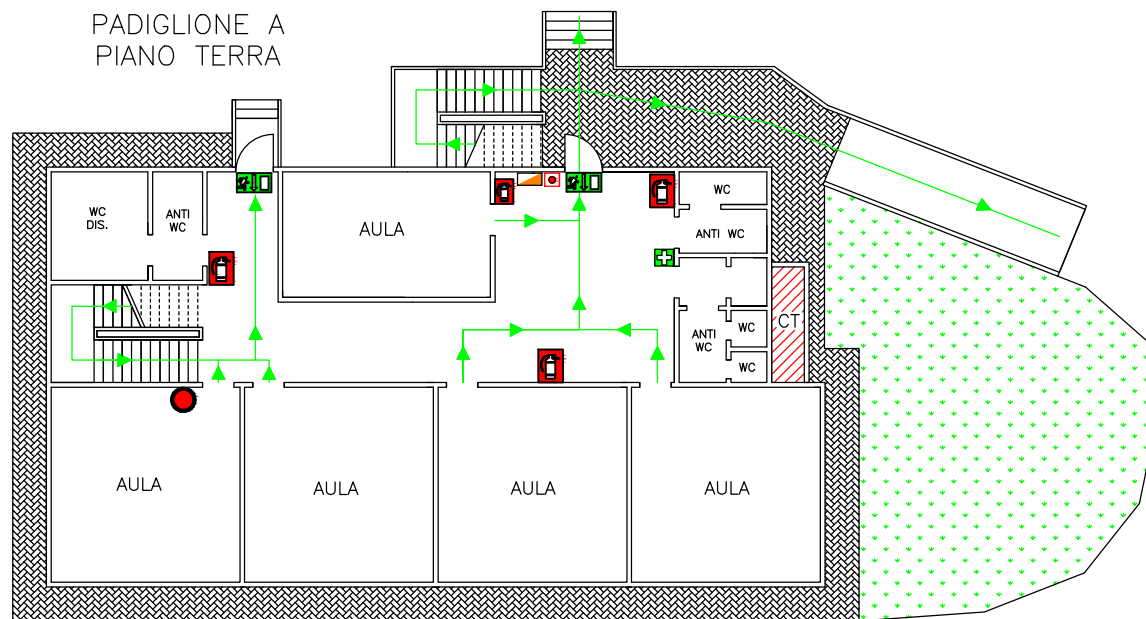 PADIGLIONE A
PIANO TERRA
WC
DIS.
ANTI
WC
AULA
WC
ANTI WC
ANTI
WC
WC
WC
CT
AULA
AULA
AULA
AULA